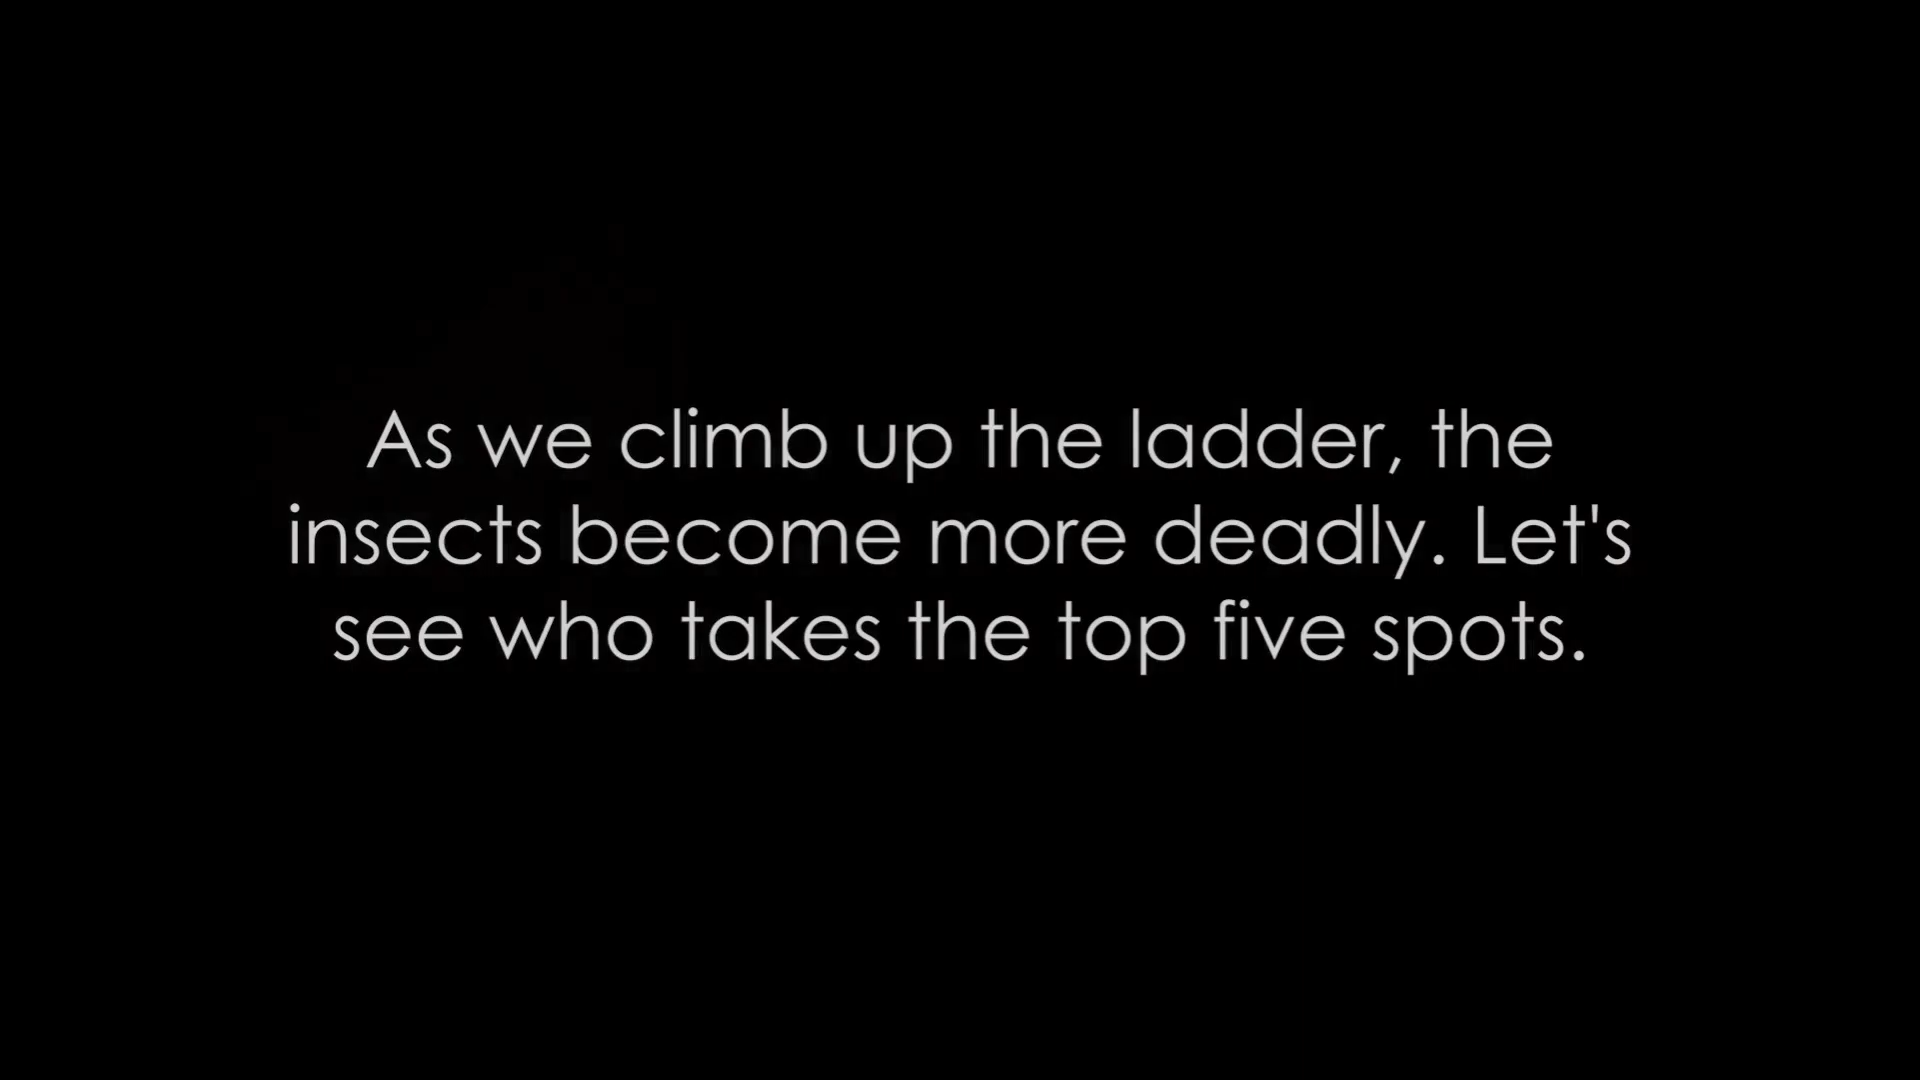 As we climb up the ladder, the
insects become more deadly. Let's
see who takes the top five spots.